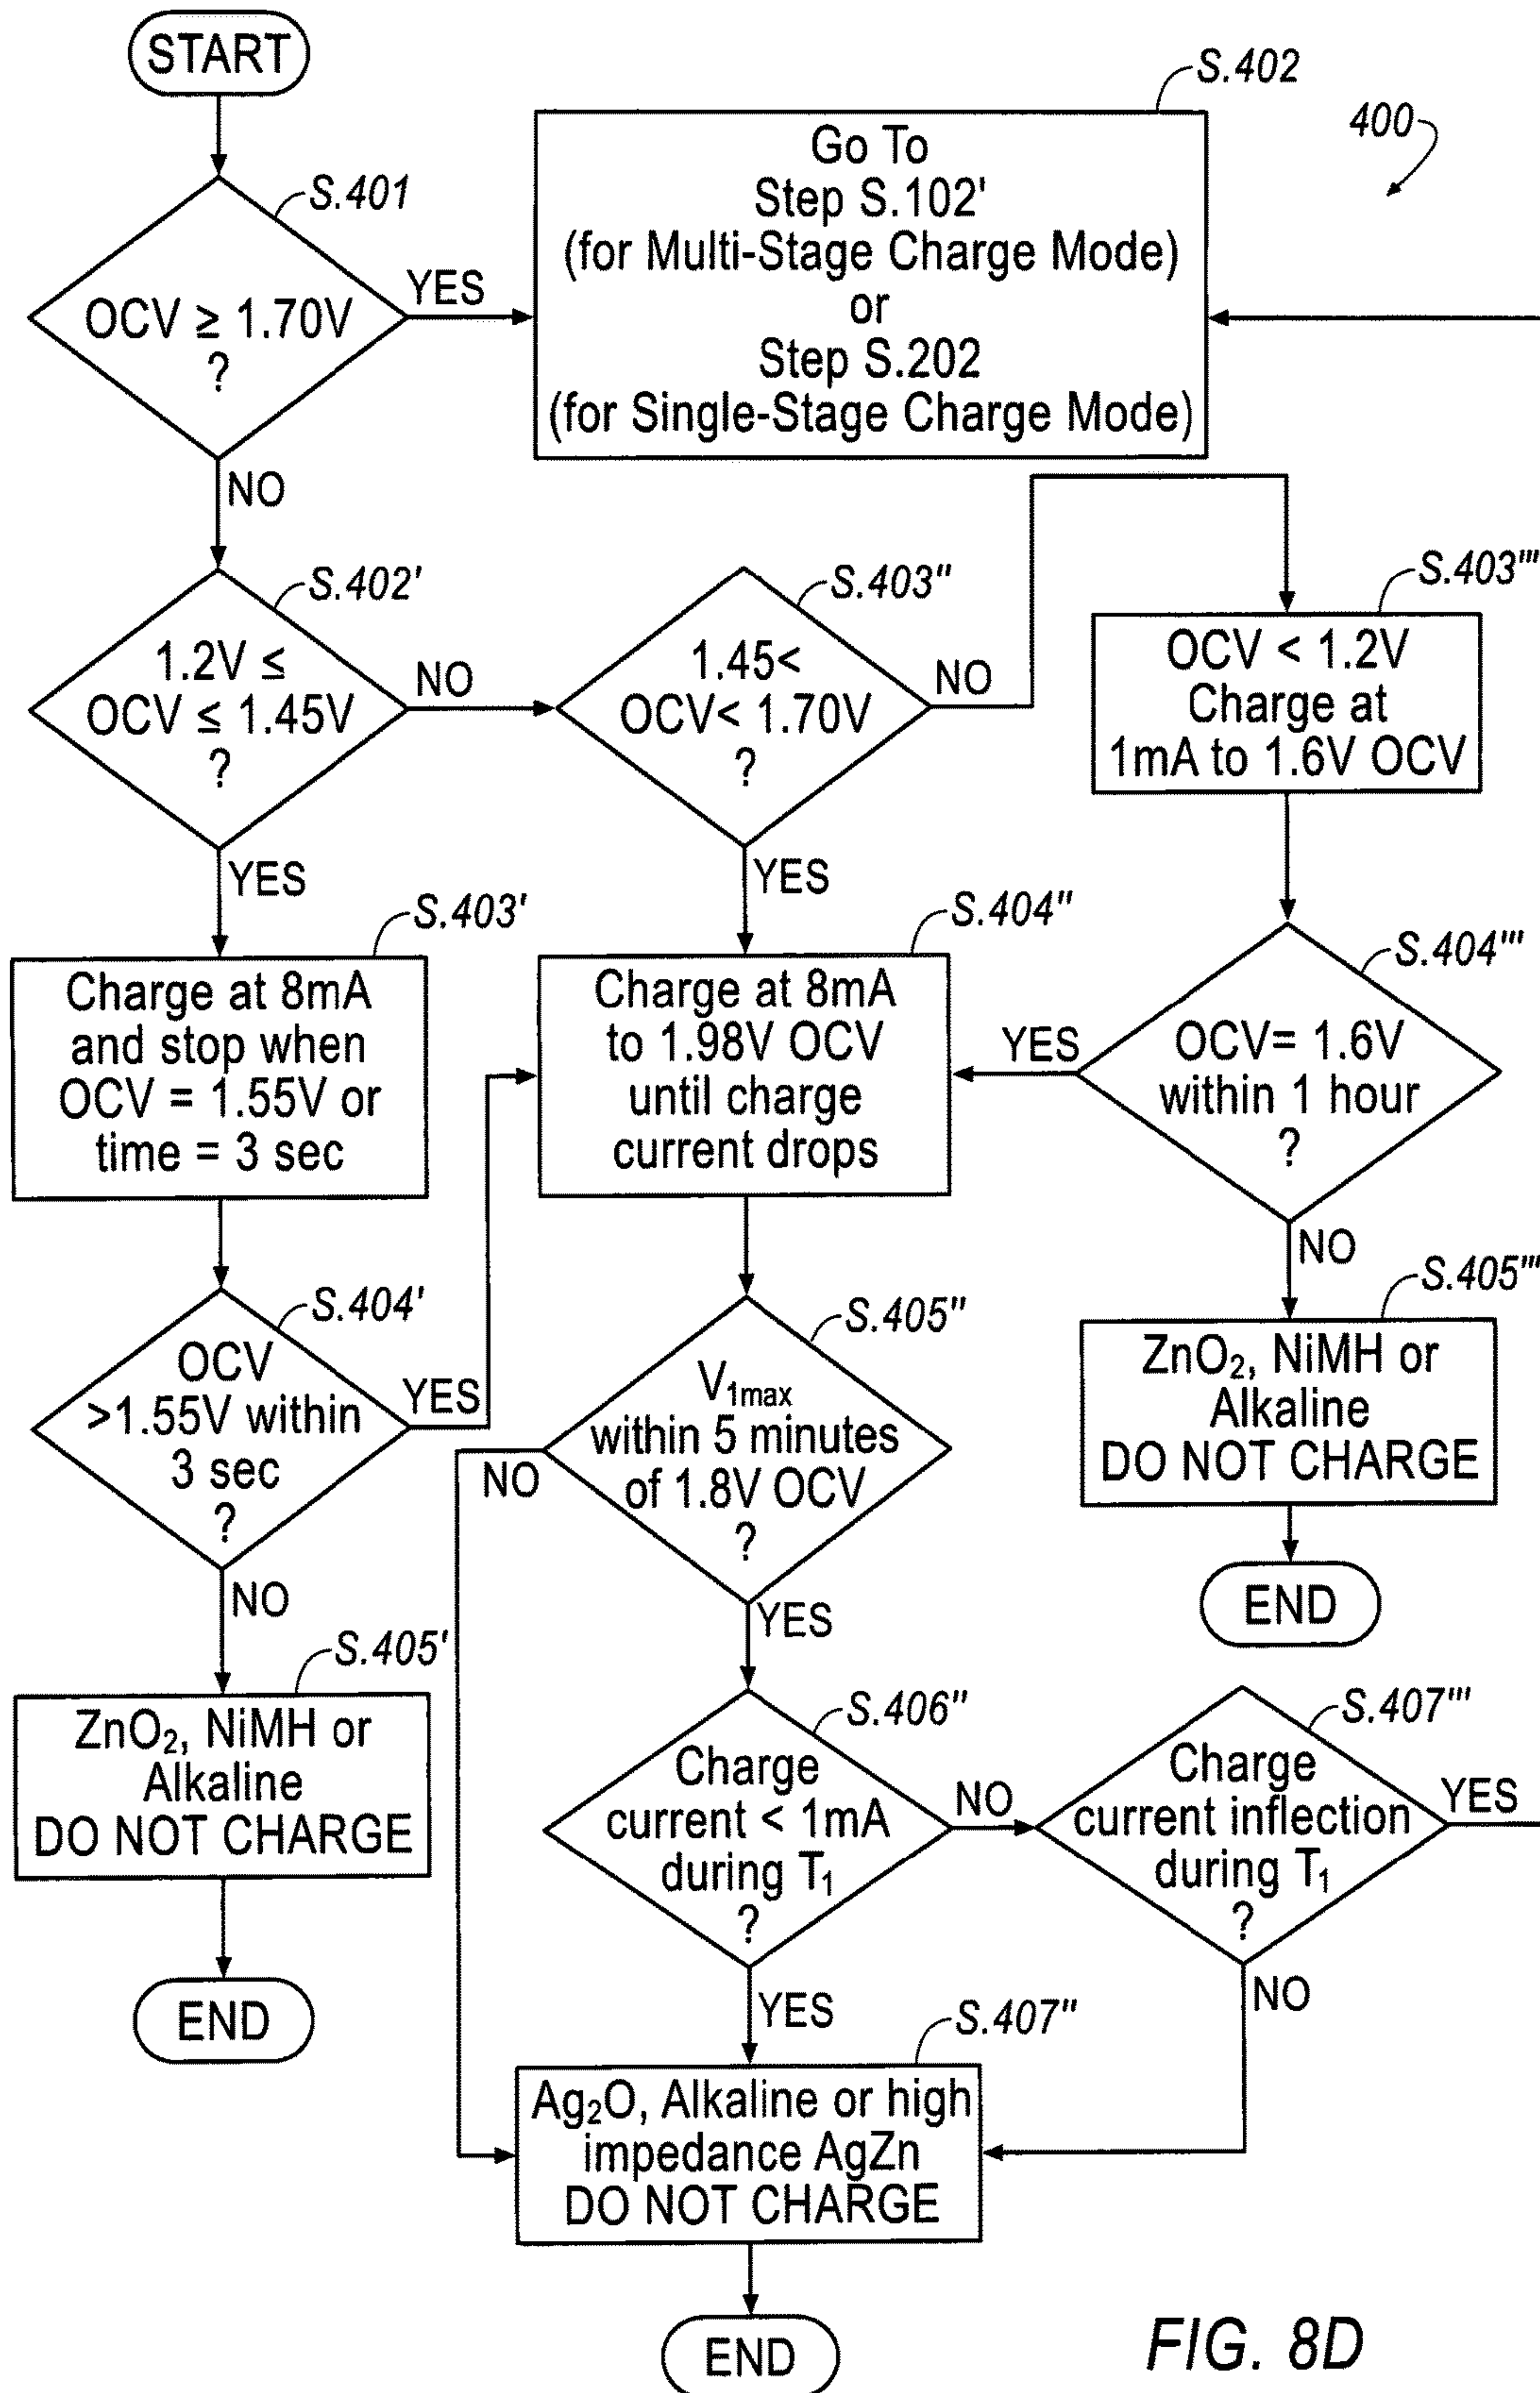 START
S.401
OCV ≥ 1.70V
?
YES
NO
S.402
Go To
Step S.102'
(for Multi-Stage Charge Mode)
or
Step S.202
(for Single-Stage Charge Mode)
400
S.402'
1.2V ≤
OCV ≤ 1.45V
?
NO
YES
S.403"
1.45<
OCV< 1.70V
?
NO
YES
S.403'''
OCV < 1.2V
Charge at
1mA to 1.6V OCV
S.403'
Charge at 8mA
and stop when
OCV = 1.55V or
time = 3 sec
S.404"
Charge at 8mA
to 1.98V OCV
until charge
current drops
S.404'''
OCV= 1.6V
within 1 hour
?
YES
NO
S.404'
OCV
>1.55V within
3 sec
?
YES
NO
S.405"
V₁max
within 5 minutes
of 1.8V OCV
?
NO
YES
S.405'''
ZnO₂, NiMH or
Alkaline
DO NOT CHARGE
END
S.405'
ZnO₂, NiMH or
Alkaline
DO NOT CHARGE
END
S.406"
Charge
current < 1mA
during T₁
?
NO
YES
S.407'''
Charge
current inflection
during T₁
?
YES
NO
S.407"
Ag₂O, Alkaline or high
impedance AgZn
DO NOT CHARGE
END
FIG. 8D